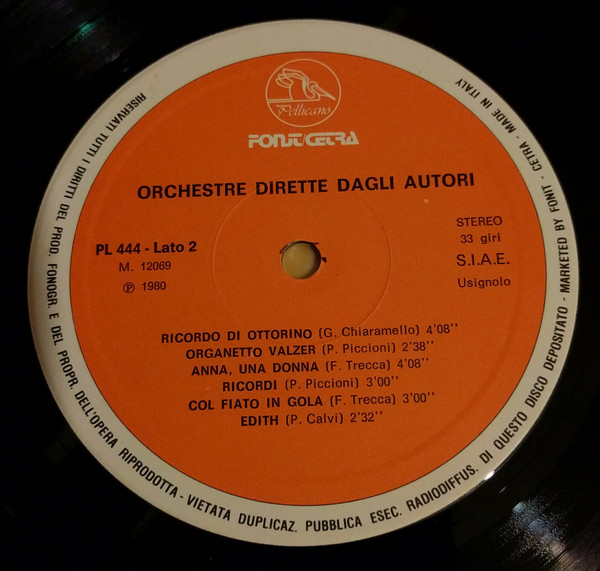 Pellicano
FONIT/CETRA
ORCHESTRE DIRETTE DAGLI AUTORI
PL 444 - Lato 2
M. 12069
Ⓟ 1980
STEREO
33 giri
S.I.A.E.
Usignolo
RICORDO DI OTTORINO (G. Chiaramello) 4'08''
ORGANETTO VALZER (P. Piccioni) 2'38''
ANNA, UNA DONNA (F. Trecca) 4'08''
RICORDI (P. Piccioni) 3'00''
COL FIATO IN GOLA (F. Trecca) 3'00''
EDITH (P. Calvi) 2'32''
RISERVATI TUTTI I DIRITTI DEL PROD. FONOGR. E DEL PROPR. DELL'OPERA RIPRODOTTA - VIETATA DUPLICAZ. PUBBLICA ESEC. RADIODIFFUS. DI QUESTO DISCO DEPOSITATO - MARKETED BY FONIT - CETRA - MADE IN ITALY